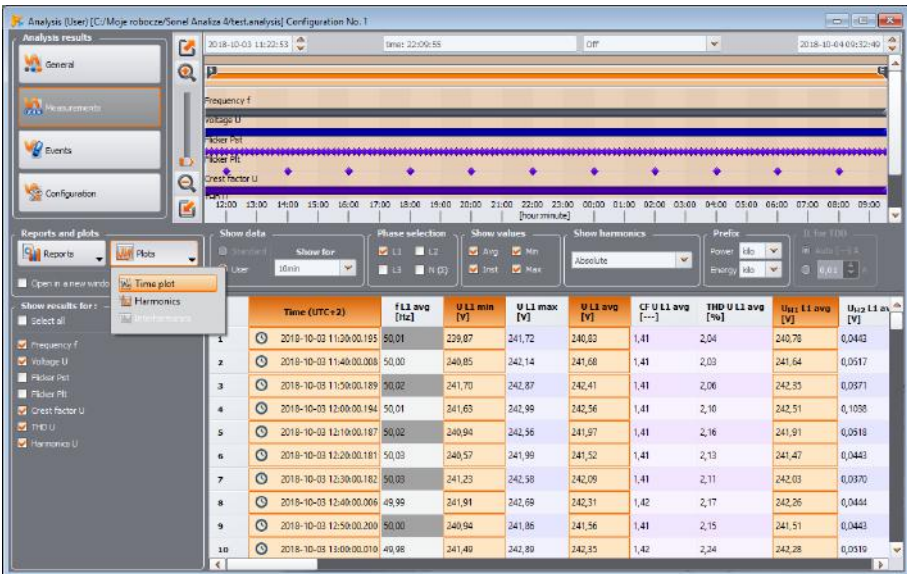 Analysis (User) [C:/Moje robocze/Sonel Analiza 4/test.analysis] Configuration No. 1
Analysis results
General
Measurements
Events
Configuration
2018-10-03 11:22:53 time: 22:09:55 Off 2018-10-04 09:32:49
Frequency f
Voltage U
Flicker Pst
Flicker Plt
Crest factor U
THD U
12:00 13:00 14:00 15:00 16:00 17:00 18:00 19:00 20:00 21:00 22:00 23:00 00:00 01:00 02:00 03:00 04:00 05:00 06:00 07:00 08:00 09:00
[hour:minute]
Reports and plots
Reports
Plots
Open in a new windo
Time plot
Harmonics
Show data
Standard
User
Show for
10min
Phase selection
L1 L2
L3 N (Σ)
Show values
Avg Min
Inst Max
Show harmonics
Absolute
Prefix
Power kilo
Energy kilo
IL for TDD
0,01
Show results for:
Select all
Frequency f
Voltage U
Flicker Pst
Flicker Plt
Crest factor U
THD U
Harmonics U
Time (UTC+2) f L1 avg [Hz] U L1 min [V] U L1 max [V] U L1 avg [V] CF U L1 avg [---] THD U L1 avg [%] UH1 L1 avg [V] UH2 L1 av [V]
1 2018-10-03 11:30:00.195 50,01 239,87 241,72 240,83 1,41 2,04 240,78 0,0443
2 2018-10-03 11:40:00.008 50,00 240,85 242,14 241,68 1,41 2,03 241,64 0,0517
3 2018-10-03 11:50:00.189 50,02 241,70 242,87 242,41 1,41 2,06 242,35 0,0371
4 2018-10-03 12:00:00.194 50,01 241,63 242,99 242,56 1,41 2,10 242,51 0,1038
5 2018-10-03 12:10:00.187 50,02 240,94 242,56 241,97 1,41 2,16 241,91 0,0518
6 2018-10-03 12:20:00.181 50,03 240,57 241,99 241,52 1,41 2,13 241,47 0,0443
7 2018-10-03 12:30:00.182 50,03 241,23 242,58 242,09 1,41 2,11 242,03 0,0370
8 2018-10-03 12:40:00.006 49,99 241,91 242,69 242,31 1,42 2,17 242,26 0,0444
9 2018-10-03 12:50:00.200 50,00 240,94 241,86 241,56 1,41 2,15 241,51 0,0443
10 2018-10-03 13:00:00.010 49,98 241,49 242,89 242,35 1,42 2,24 242,28 0,0519